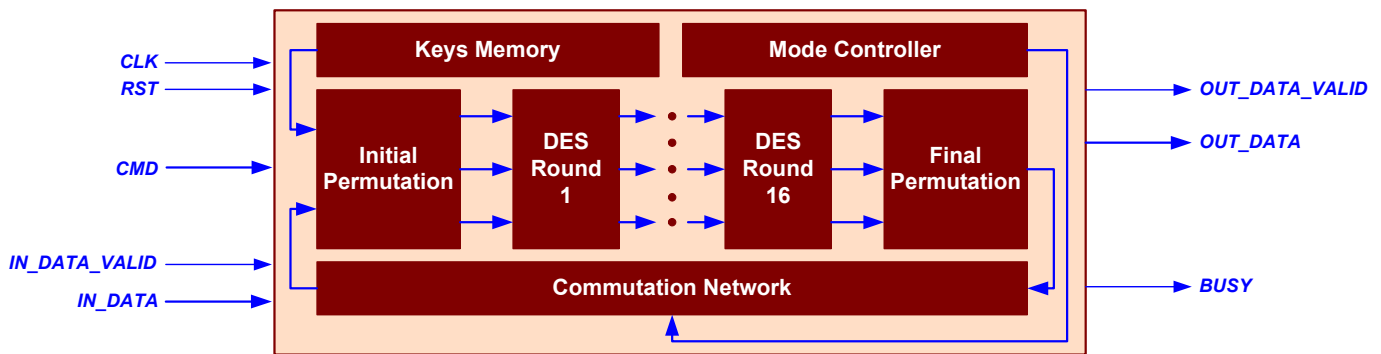 Keys Memory
Mode Controller
CLK
RST
CMD
IN_DATA_VALID
IN_DATA
Initial
Permutation
DES
Round
1
DES
Round
16
Final
Permutation
Commutation Network
OUT_DATA_VALID
OUT_DATA
BUSY